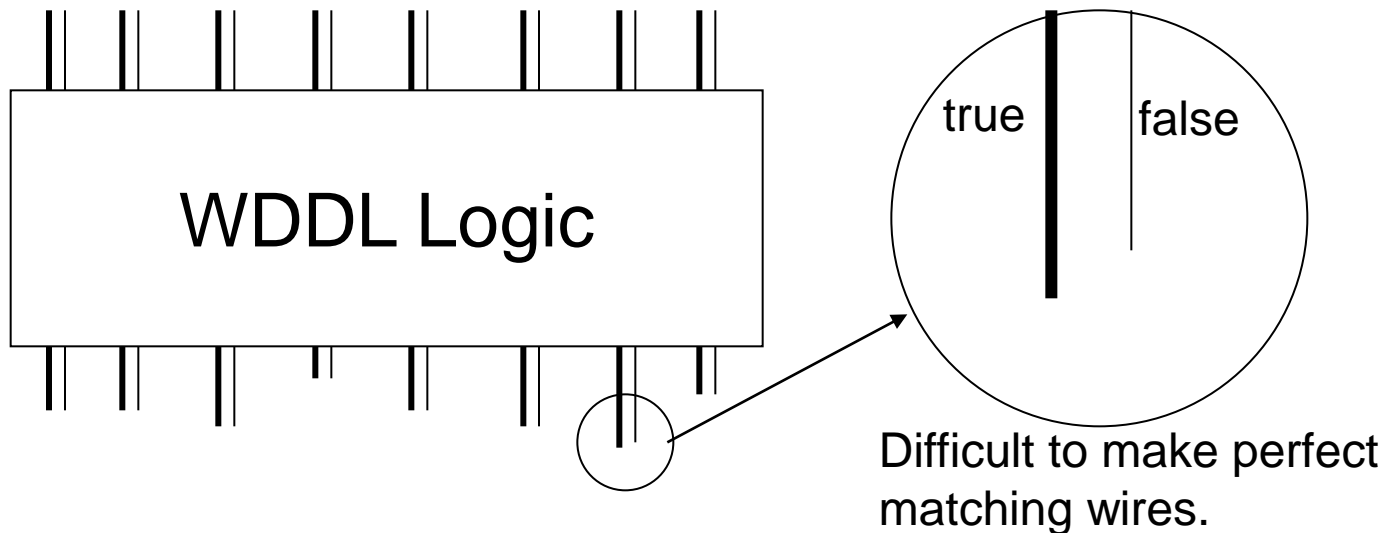 true
false
WDDL Logic
Difficult to make perfect
matching wires.